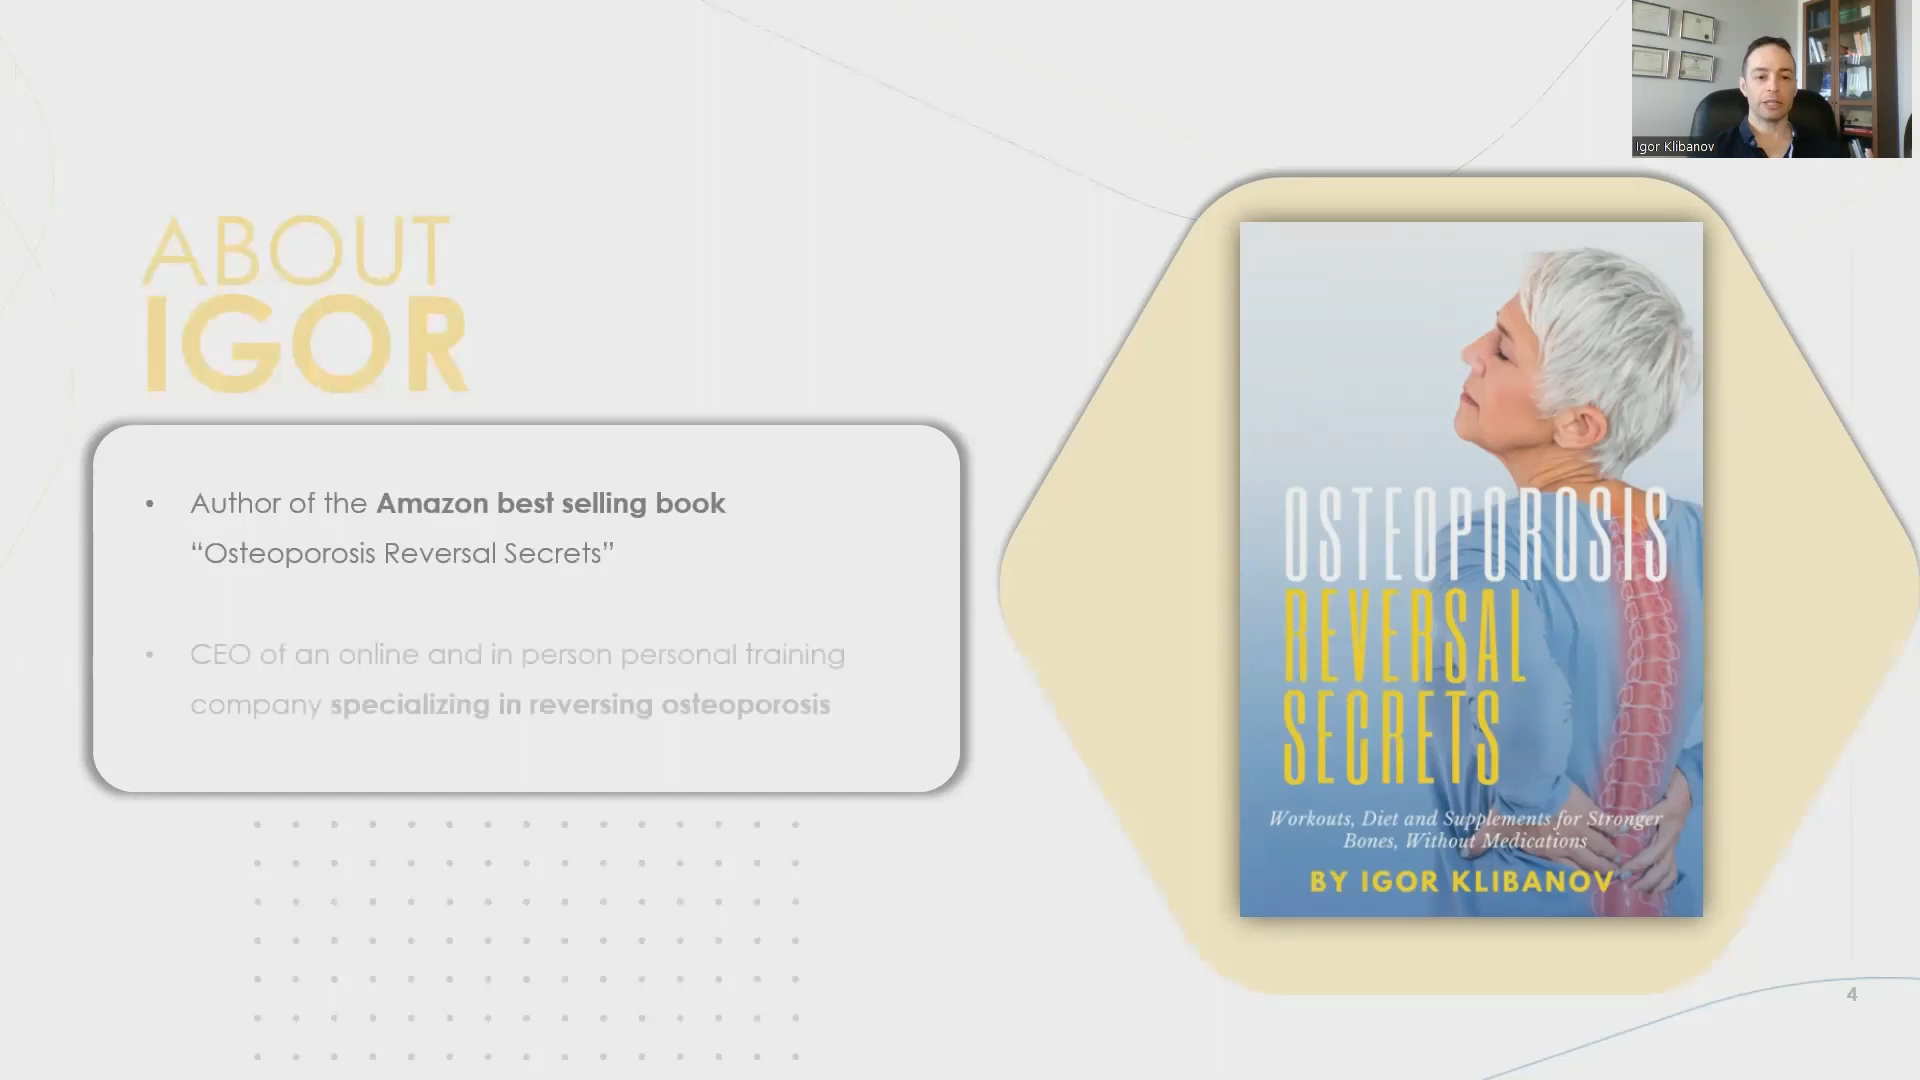 Igor Klibanov
ABOUT
IGOR
• Author of the Amazon best selling book
“Osteoporosis Reversal Secrets”
• CEO of an online and in person personal training
company specializing in reversing osteoporosis
OSTEOPOROSIS
REVERSAL
SECRETS
Workouts, Diet and Supplements for Stronger
Bones, Without Medications
BY IGOR KLIBANOV
4